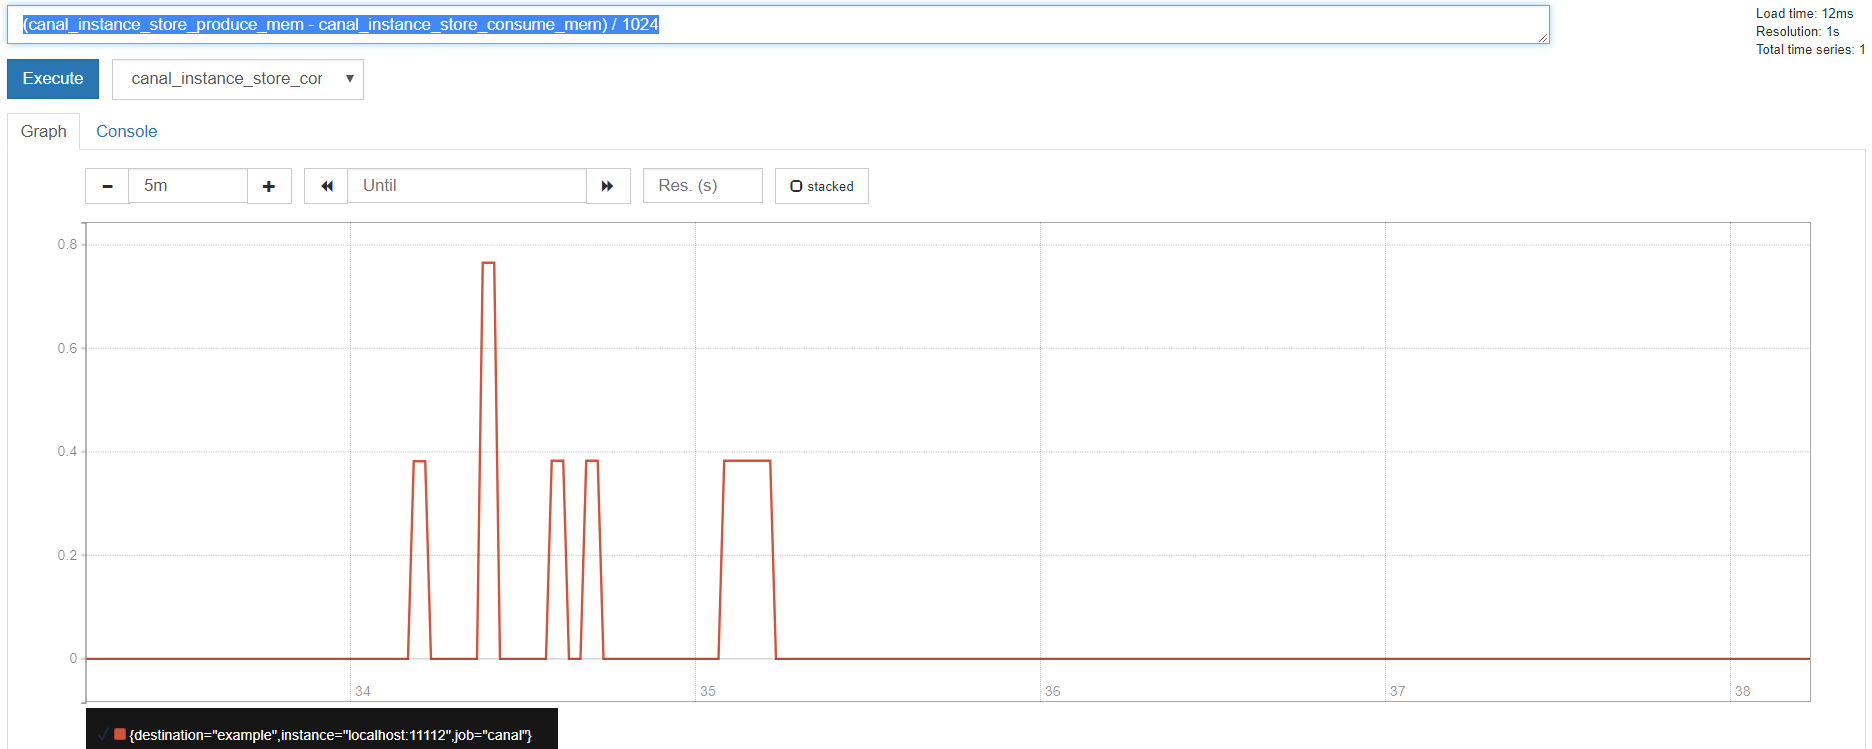 (canal_instance_store_produce_mem - canal_instance_store_consume_mem) / 1024
Load time: 12ms
Resolution: 1s
Total time series: 1
Execute
canal_instance_store_cor
Graph
Console
5m
Until
Res. (s)
stacked
0.8
0.6
0.4
0.2
0
34
35
36
37
38
{destination="example",instance="localhost:11112",job="canal"}